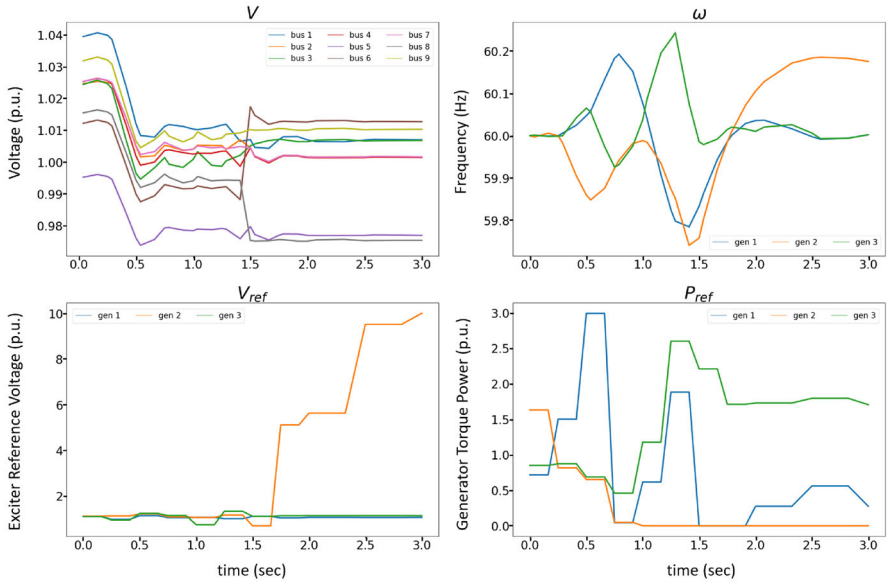 V
Voltage (p.u.)
1.04
1.03
1.02
1.01
1.00
0.99
0.98
bus 1 bus 4 bus 7
bus 2 bus 5 bus 8
bus 3 bus 6 bus 9
0.0 0.5 1.0 1.5 2.0 2.5 3.0
ω
Frequency (Hz)
60.2
60.0
59.8
gen 1 gen 2 gen 3
0.0 0.5 1.0 1.5 2.0 2.5 3.0
Vref
Exciter Reference Voltage (p.u.)
gen 1 gen 2 gen 3
10
8
6
4
2
0.0 0.5 1.0 1.5 2.0 2.5 3.0
time (sec)
Pref
Generator Torque Power (p.u.)
gen 1 gen 2 gen 3
3.0
2.5
2.0
1.5
1.0
0.5
0.0
0.0 0.5 1.0 1.5 2.0 2.5 3.0
time (sec)